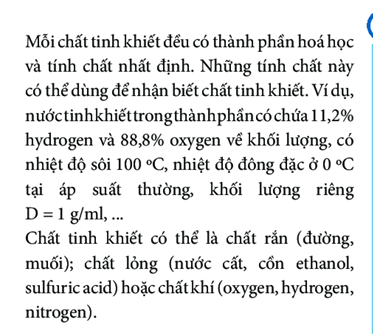 Mỗi chất tinh khiết đều có thành phần hoá học
và tính chất nhất định. Những tính chất này
có thể dùng để nhận biết chất tinh khiết. Ví dụ,
nước tinh khiết trong thành phần có chứa 11,2%
hydrogen và 88,8% oxygen về khối lượng, có
nhiệt độ sôi 100 ºC, nhiệt độ đông đặc ở 0 ºC
tại áp suất thường, khối lượng riêng
D = 1 g/ml, ...
Chất tinh khiết có thể là chất rắn (đường,
muối); chất lỏng (nước cất, cồn ethanol,
sulfuric acid) hoặc chất khí (oxygen, hydrogen,
nitrogen).